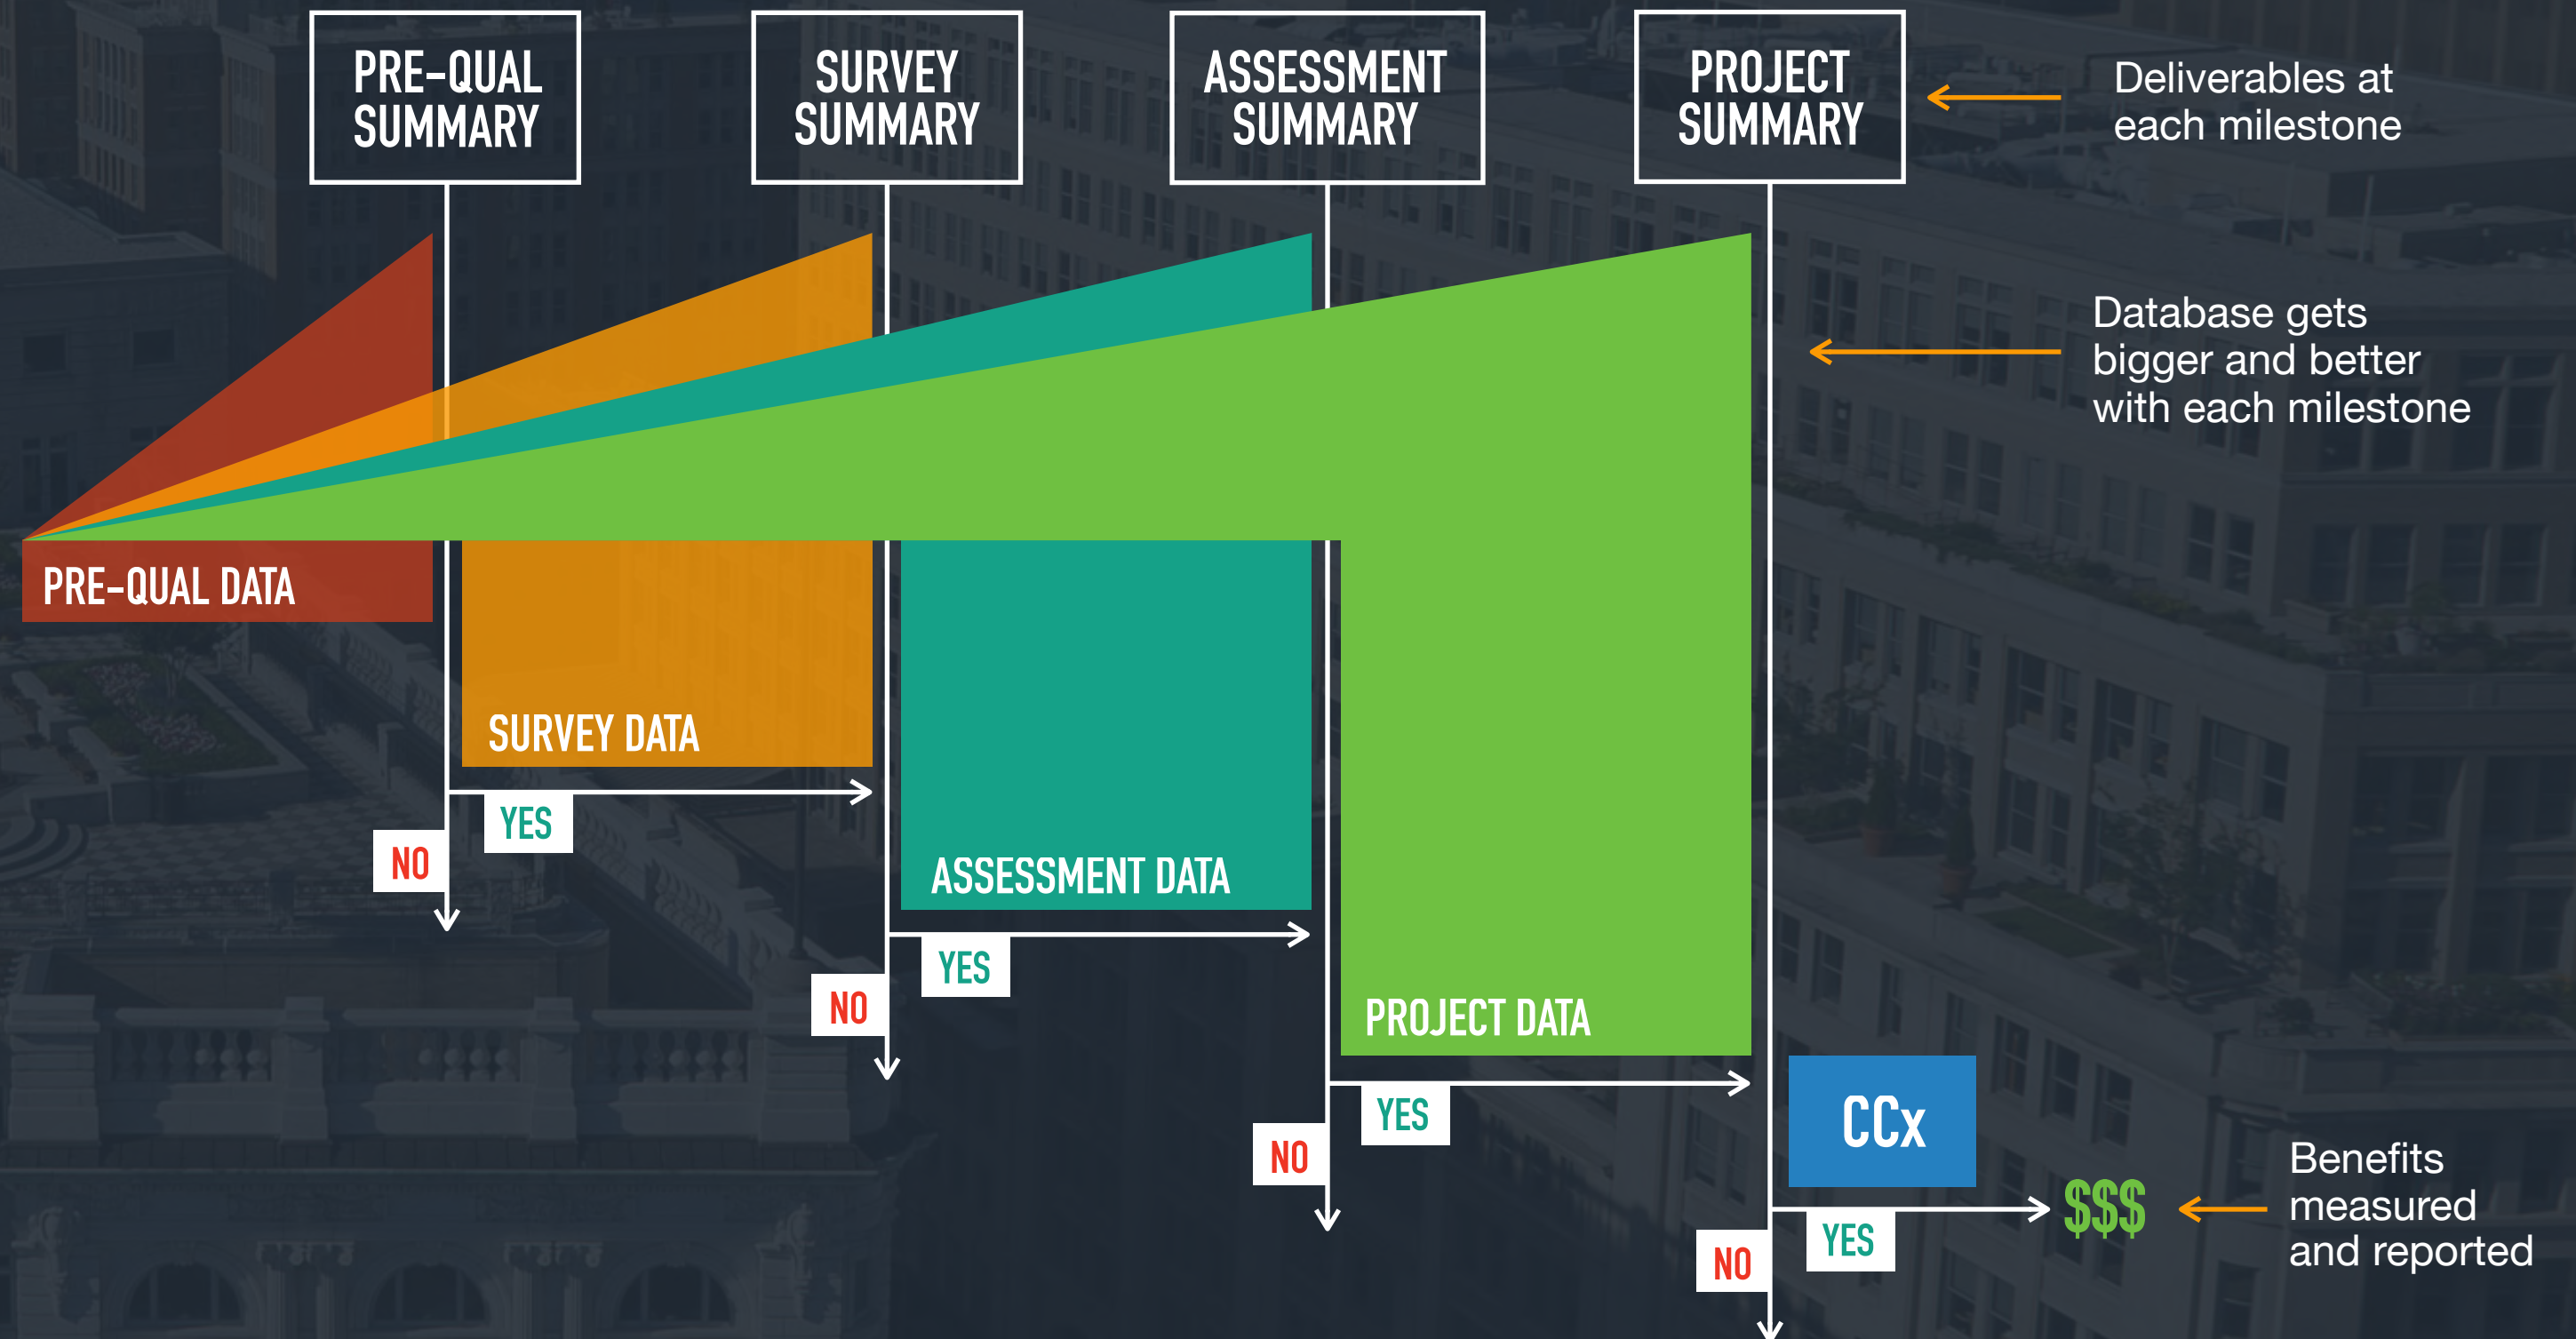 PRE-QUAL
SUMMARY
SURVEY
SUMMARY
ASSESSMENT
SUMMARY
PROJECT
SUMMARY
Deliverables at
each milestone
Database gets
bigger and better
with each milestone
PRE-QUAL DATA
SURVEY DATA
YES
NO
ASSESSMENT DATA
YES
NO
PROJECT DATA
YES
NO
CCx
$$$
Benefits
measured
and reported
YES
NO